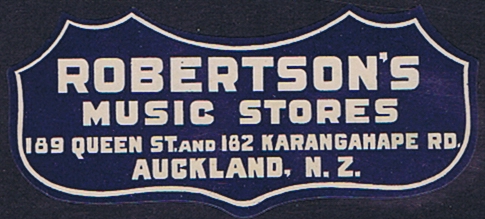 ROBERTSON'S
MUSIC STORES
189 QUEEN ST. AND 182 KARANGAHAPE RD.
AUCKLAND, N. Z.